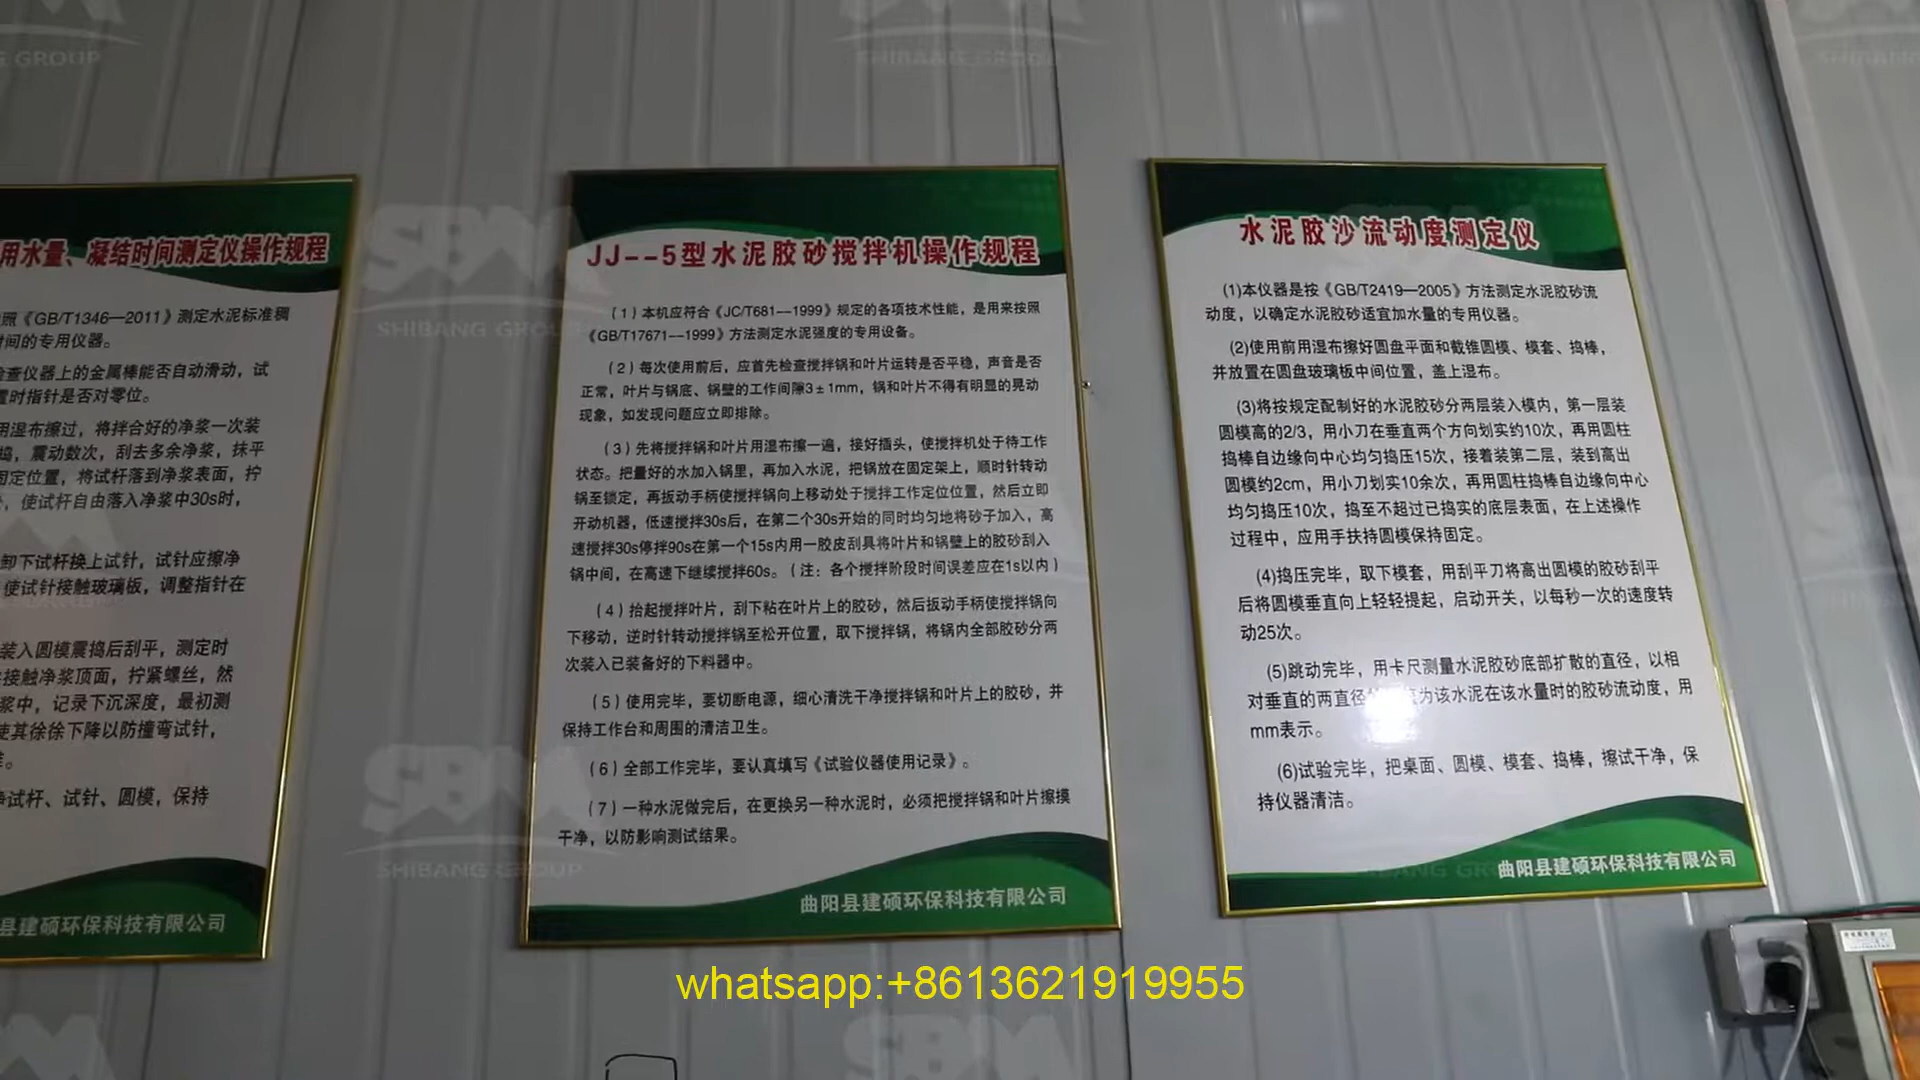 用水量、凝结时间测定仪操作规程
照《GB/T1346—2011》测定水泥标准稠
时间的专用仪器。
检查仪器上的金属棒能否自动滑动，试
置时指针是否对零位。
用湿布擦过，将拌合好的净浆一次装
捣，震动数次，刮去多余净浆，抹平
固定位置，将试杆落到净浆表面，拧
使试杆自由落入净浆中30s时，
卸下试杆换上试针，试针应擦净
使试针接触玻璃板，调整指针在
装入圆模震捣后刮平，测定时
接触净浆顶面，拧紧螺丝，然
浆中，记录下沉深度，最初测
使其徐徐下降以防撞弯试针，
净试杆、试针、圆模，保持
县建硕环保科技有限公司
JJ--5型水泥胶砂搅拌机操作规程
（1）本机应符合《JC/T681--1999》规定的各项技术性能，是用来按照
《GB/T17671--1999》方法测定水泥强度的专用设备。
（2）每次使用前后，应首先检查搅拌锅和叶片运转是否平稳，声音是否
正常，叶片与锅底、锅壁的工作间隙3±1mm，锅和叶片不得有明显的晃动
现象，如发现问题应立即排除。
（3）先将搅拌锅和叶片用湿布擦一遍，接好插头，使搅拌机处于待工作
状态。把量好的水加入锅里，再加入水泥，把锅放在固定架上，顺时针转动
锅至锁定，再扳动手柄使搅拌锅向上移动处于搅拌工作定位位置，然后立即
开动机器，低速搅拌30s后，在第二个30s开始的同时均匀地将砂子加入，高
速搅拌30s停拌90s在第一个15s内用一胶皮刮具将叶片和锅壁上的胶砂刮入
锅中间，在高速下继续搅拌60s。（注：各个搅拌阶段时间误差应在1s以内）
（4）抬起搅拌叶片，刮下粘在叶片上的胶砂，然后扳动手柄使搅拌锅向
下移动，逆时针转动搅拌锅至松开位置，取下搅拌锅，将锅内全部胶砂分两
次装入已装备好的下料器中。
（5）使用完毕，要切断电源，细心清洗干净搅拌锅和叶片上的胶砂，并
保持工作台和周围的清洁卫生。
（6）全部工作完毕，要认真填写《试验仪器使用记录》。
（7）一种水泥做完后，在更换另一种水泥时，必须把搅拌锅和叶片擦摸
干净，以防影响测试结果。
曲阳县建硕环保科技有限公司
水泥胶沙流动度测定仪
(1)本仪器是按《GB/T2419—2005》方法测定水泥胶砂流
动度，以确定水泥胶砂适宜加水量的专用仪器。
(2)使用前用湿布擦好圆盘平面和截锥圆模、模套、捣棒，
并放置在圆盘玻璃板中间位置，盖上湿布。
(3)将按规定配制好的水泥胶砂分两层装入模内，第一层装
圆模高的2/3，用小刀在垂直两个方向划实约10次，再用圆柱
捣棒自边缘向中心均匀捣压15次，接着装第二层，装到高出
圆模约2cm，用小刀划实10余次，再用圆柱捣棒自边缘向中心
均匀捣压10次，捣至不超过已捣实的底层表面，在上述操作
过程中，应用手扶持圆模保持固定。
(4)捣压完毕，取下模套，用刮平刀将高出圆模的胶砂刮平
后将圆模垂直向上轻轻提起，启动开关，以每秒一次的速度转
动25次。
(5)跳动完毕，用卡尺测量水泥胶砂底部扩散的直径，以相
对垂直的两直径的 为该水泥在该水量时的胶砂流动度，用
mm表示。
(6)试验完毕，把桌面、圆模、模套、捣棒，擦试干净，保
持仪器清洁。
曲阳县建硕环保科技有限公司
whatsapp:+8613621919955
SBM
SHIBANG GROUP